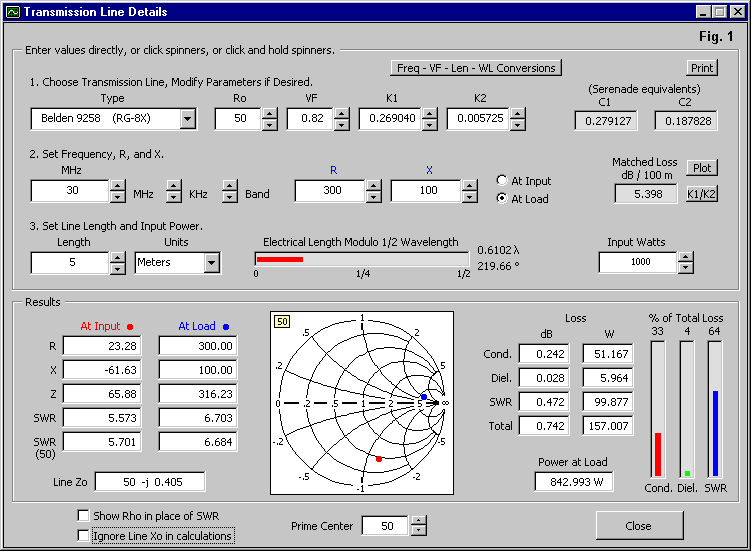 Transmission Line Details
Fig. 1
Enter values directly, or click spinners, or click and hold spinners.
Freq - VF - Len - WL Conversions
Print
1. Choose Transmission Line, Modify Parameters if Desired.
(Serenade equivalents)
Type Ro VF K1 K2 C1 C2
Belden 9258 (RG-8X) 50 0.82 0.269040 0.005725 0.279127 0.187828
2. Set Frequency, R, and X.
MHz R X
30 MHz KHz Band 300 100
At Input
At Load
Matched Loss
dB / 100 m
5.398
Plot
K1/K2
3. Set Line Length and Input Power.
Length Units Electrical Length Modulo 1/2 Wavelength Input Watts
5 Meters 1000
0 1/4 1/2
0.6102 λ
219.66 °
Results
At Input At Load
R 23.28 300.00
X -61.63 100.00
Z 65.88 316.23
SWR 5.573 6.703
SWR (50) 5.701 6.684
Line Zo 50 -j 0.405
50
1
.5 2
.2 5
0 .2 .5 1 2 5 ∞
-.2 -5
-.5 -2
-1
Loss
dB W
Cond. 0.242 51.167
Diel. 0.028 5.964
SWR 0.472 99.877
Total 0.742 157.007
Power at Load
842.993 W
% of Total Loss
33 4 64
Cond. Diel. SWR
Show Rho in place of SWR
Ignore Line Xo in calculations
Prime Center 50
Close